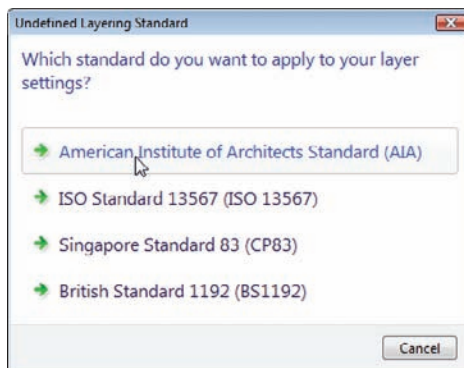 Undefined Layering Standard
Which standard do you want to apply to your layer
settings?
American Institute of Architects Standard (AIA)
ISO Standard 13567 (ISO 13567)
Singapore Standard 83 (CP83)
British Standard 1192 (BS1192)
Cancel